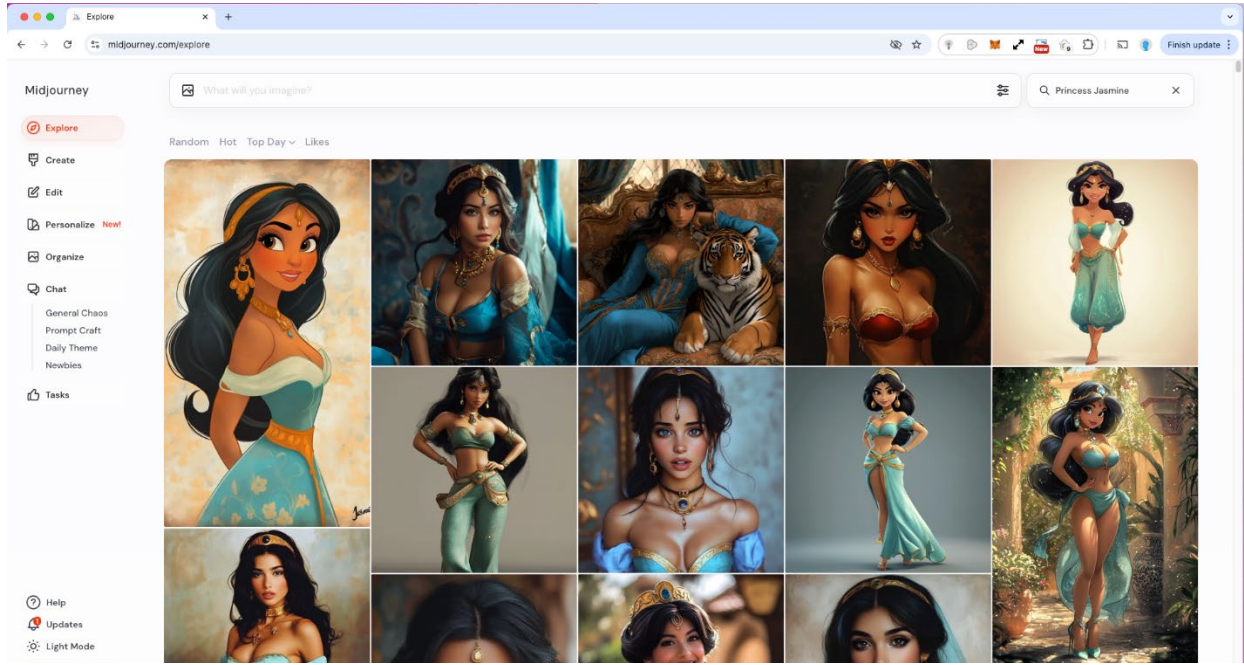 Explore
midjourney.com/explore
New
Finish update
Midjourney
What will you imagine?
Princess Jasmine
Explore
Create
Edit
Personalize New!
Organize
Chat
General Chaos
Prompt Craft
Daily Theme
Newbies
Tasks
Help
Updates
Light Mode
Random Hot Top Day Likes